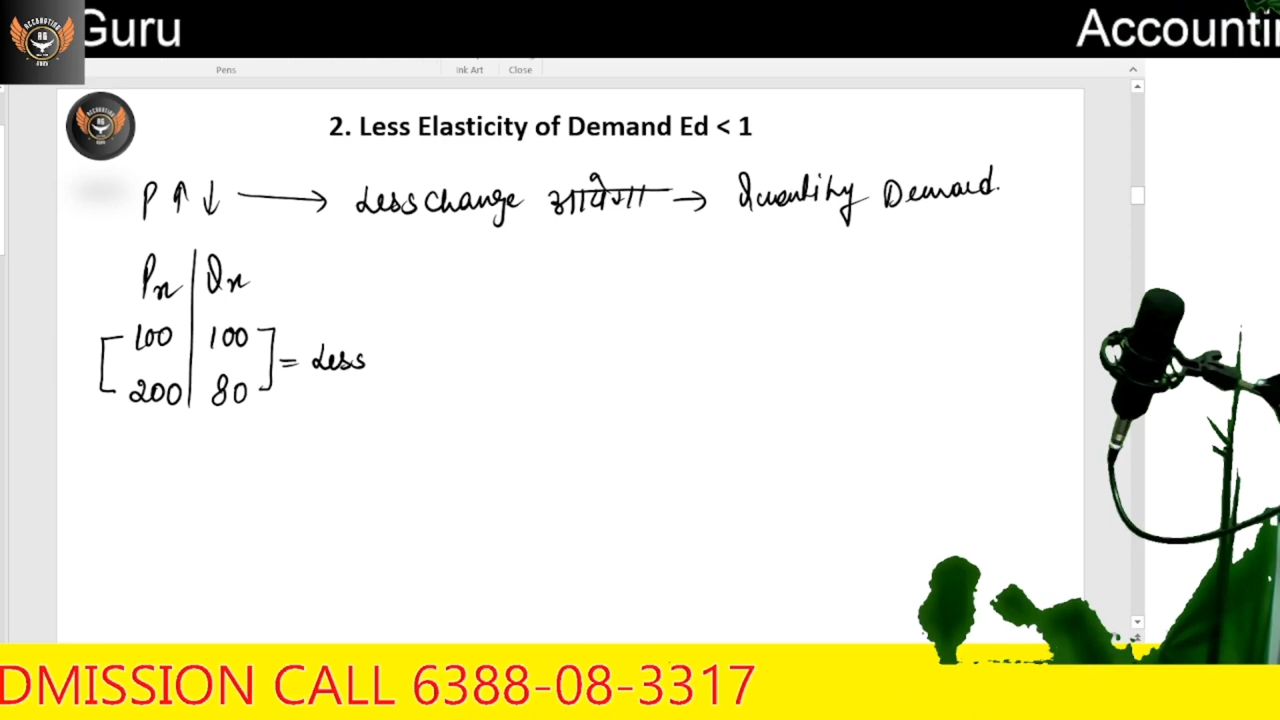 Guru
Accounti
Pens
Ink Art
Close
2. Less Elasticity of Demand Ed < 1
P ↑ ↓ → Less change आयेगा → Quantity Demand.
Px | Qx
100 | 100
200 | 80
= Less
DMISSION CALL 6388-08-3317